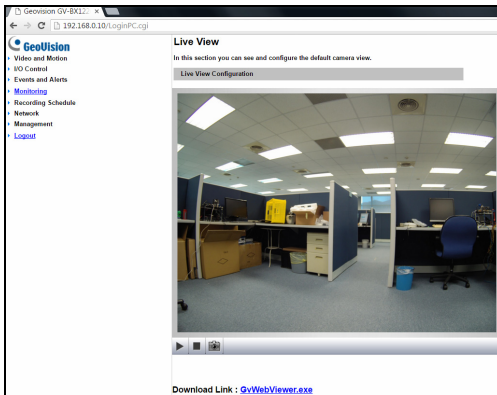 Geovision GV-BX12
192.168.0.10/LoginPC.cgi
GeoVision
Video and Motion
I/O Control
Events and Alerts
Monitoring
Recording Schedule
Network
Management
Logout
Live View
In this section you can see and configure the default camera view.
Live View Configuration
Download Link : GvWebViewer.exe